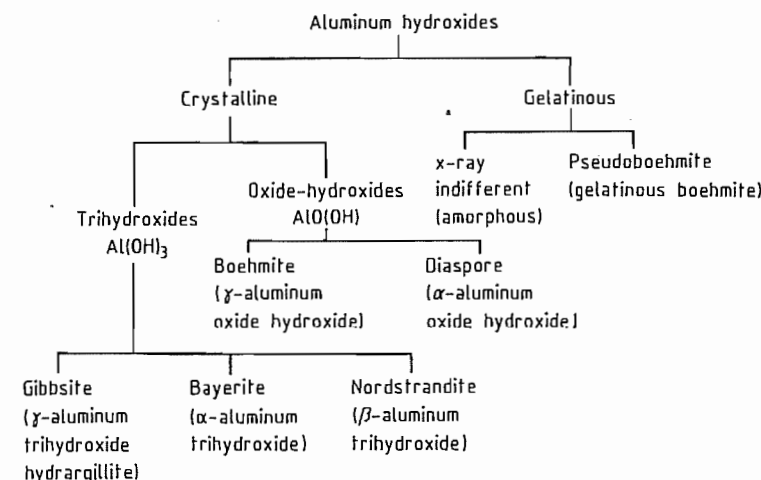 Aluminum hydroxides
Crystalline
Gelatinous
x-ray
indifferent
(amorphous)
Pseudoboehmite
(gelatinous boehmite)
Oxide-hydroxides
AlO(OH)
Trihydroxides
Al(OH)₃
Boehmite
(γ-aluminum
oxide hydroxide)
Diaspore
(α-aluminum
oxide hydroxide)
Gibbsite
(γ-aluminum
trihydroxide
hydrargillite)
Bayerite
(α-aluminum
trihydroxide)
Nordstrandite
(β-aluminum
trihydroxide)